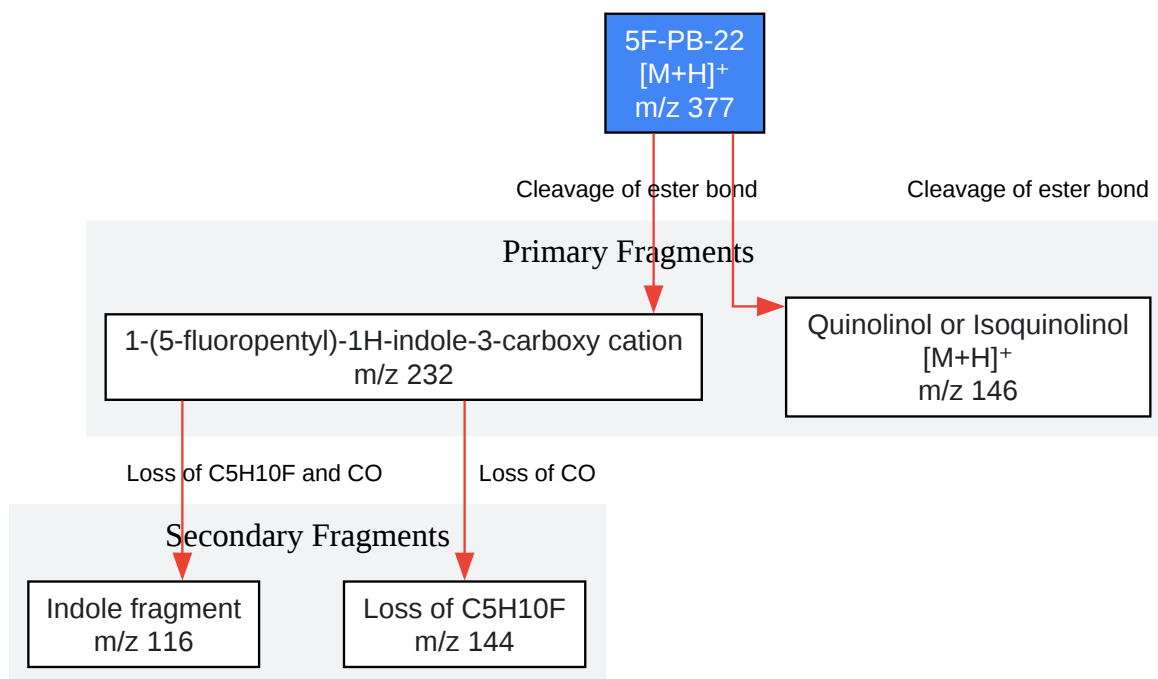 5F-PB-22
[M+H]⁺
m/z 377
Cleavage of ester bond
Cleavage of ester bond
Primary Fragments
1-(5-fluoropentyl)-1H-indole-3-carboxy cation
m/z 232
Quinolinol or Isoquinolinol
[M+H]⁺
m/z 146
Loss of C5H10F and CO
Loss of CO
Secondary Fragments
Indole fragment
m/z 116
Loss of C5H10F
m/z 144